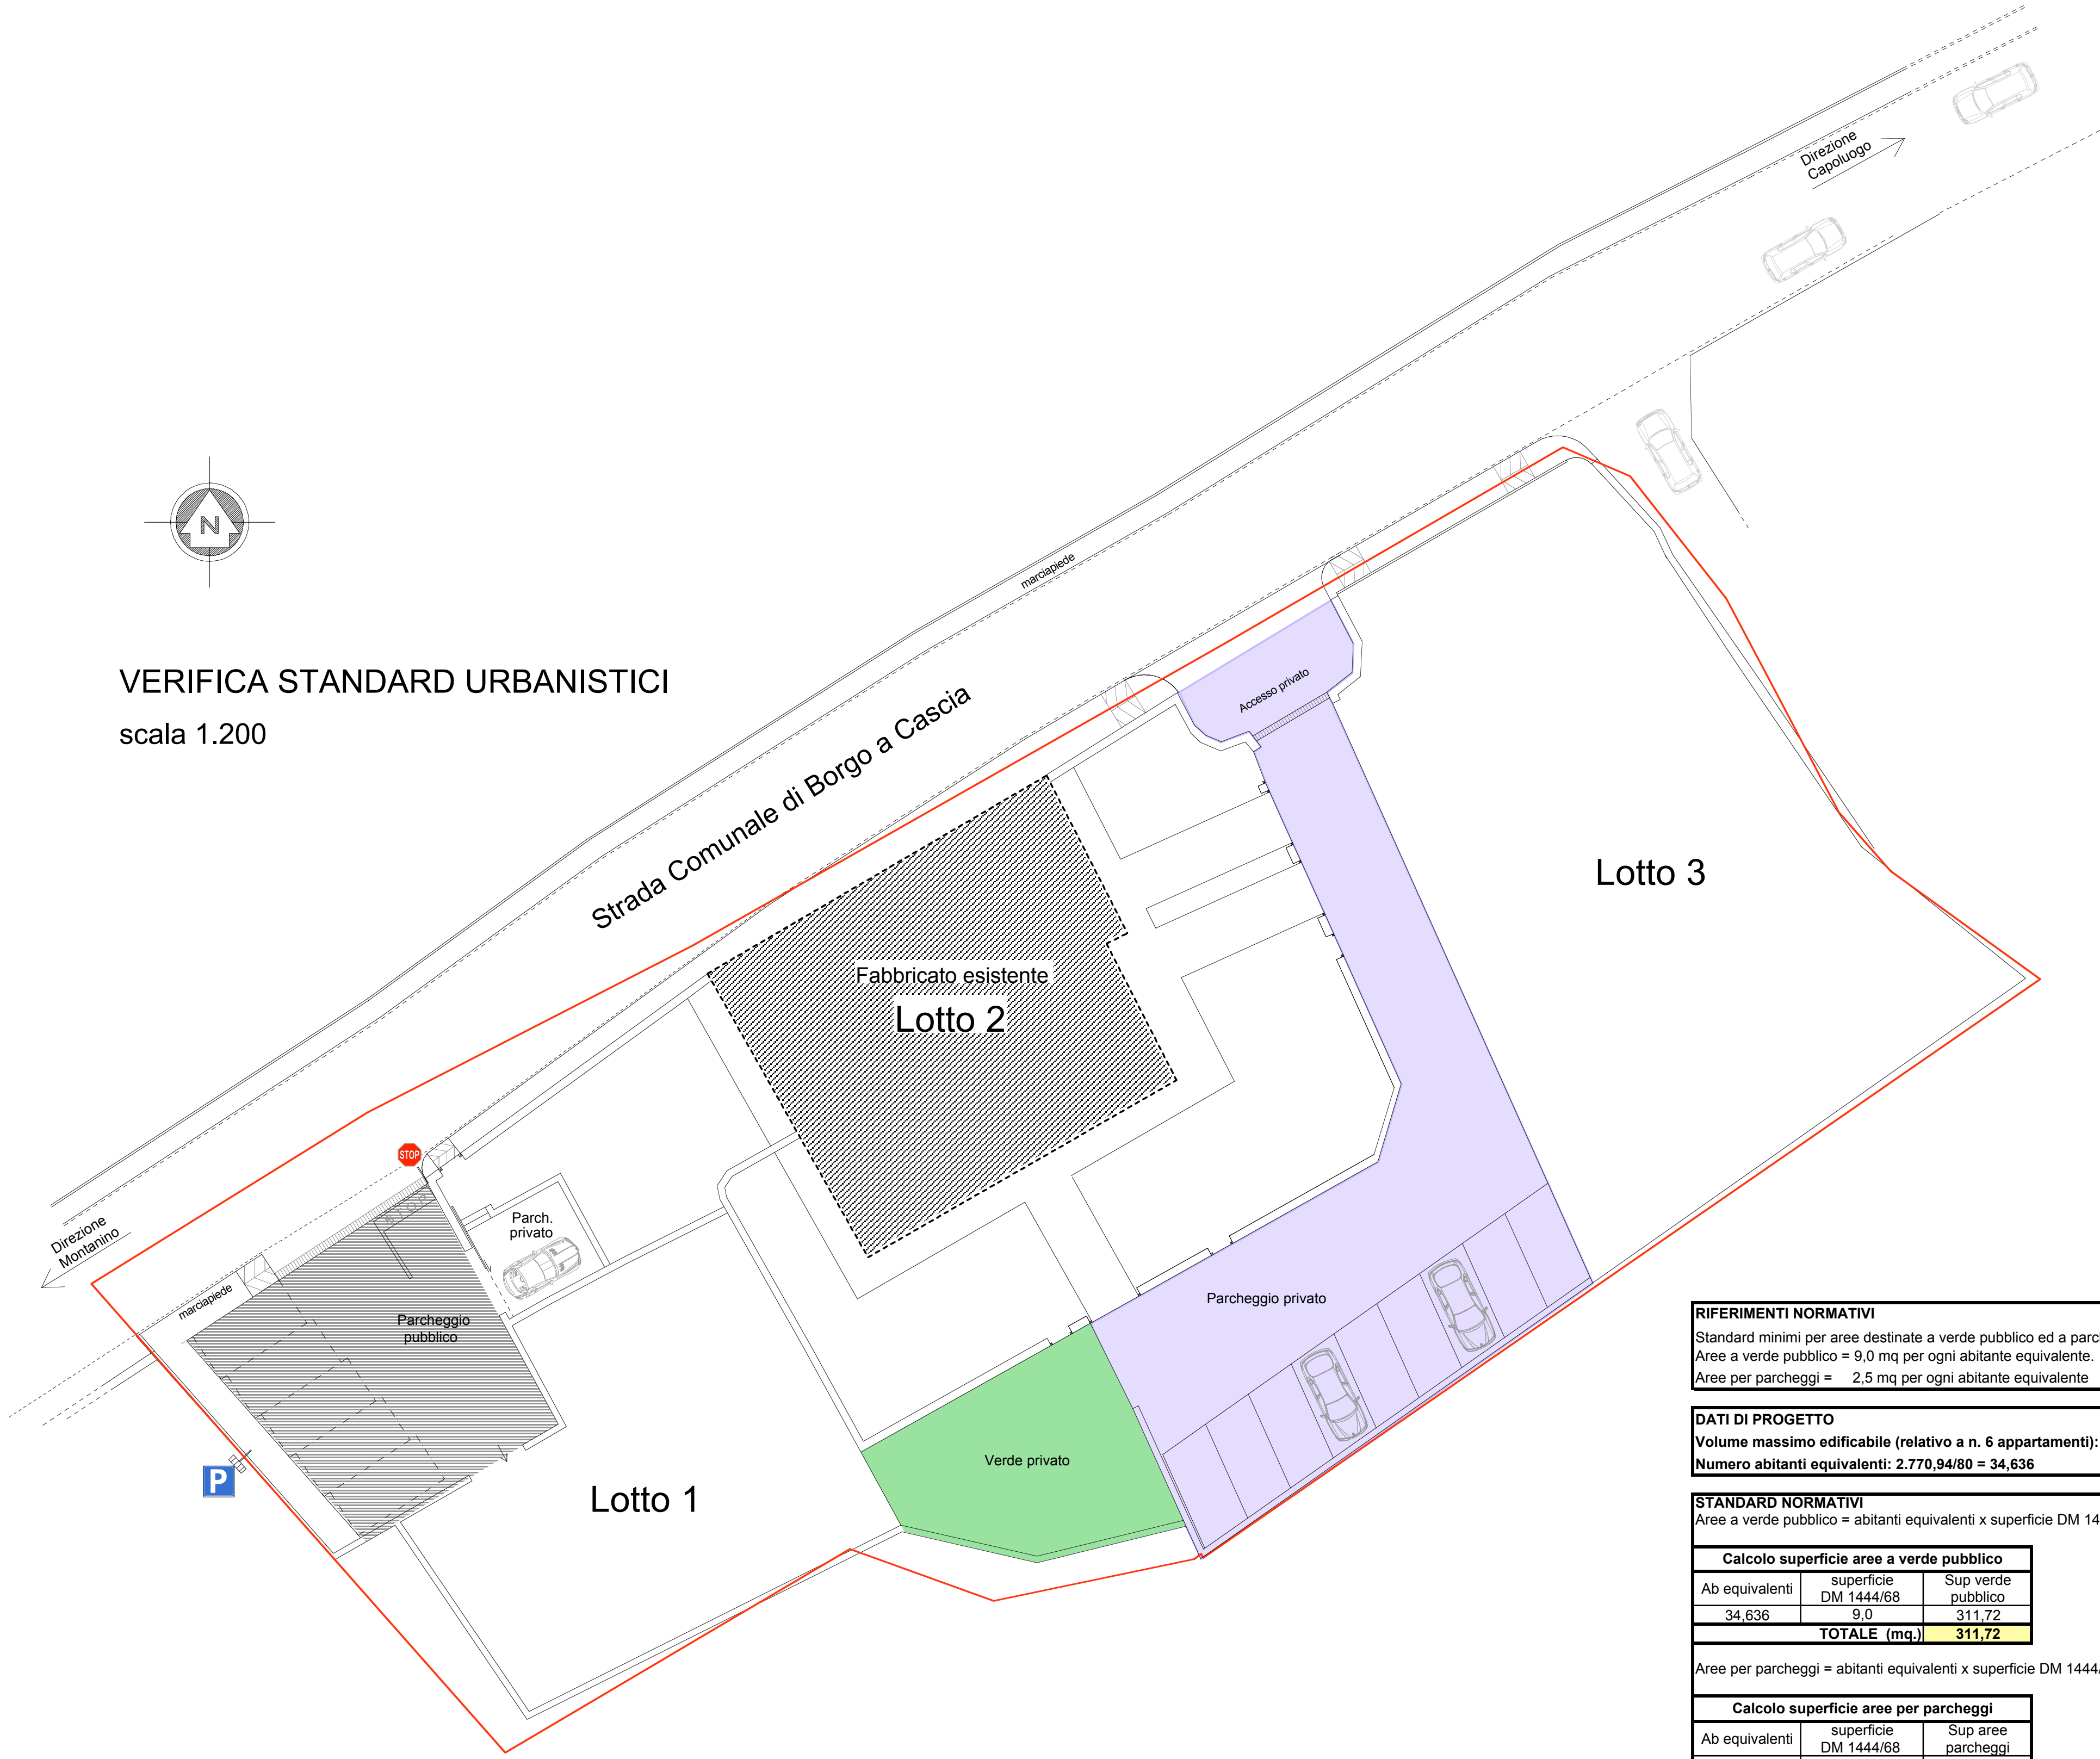 Direzione
Capoluogo
marciapiede
N
VERIFICA STANDARD URBANISTICI
scala 1.200
Strada Comunale di Borgo a Cascia
Accesso privato
Lotto 3
Fabbricato esistente
Lotto 2
STOP
STOP
Parch.
privato
Direzione
Montanino
marciapiede
Parcheggio
pubblico
Parcheggio privato
Verde privato
P
Lotto 1
RIFERIMENTI NORMATIVI
Standard minimi per aree destinate a verde pubblico ed a parc
Aree a verde pubblico = 9,0 mq per ogni abitante equivalente.
Aree per parcheggi = 2,5 mq per ogni abitante equivalente
DATI DI PROGETTO
Volume massimo edificabile (relativo a n. 6 appartamenti):
Numero abitanti equivalenti: 2.770,94/80 = 34,636
STANDARD NORMATIVI
Aree a verde pubblico = abitanti equivalenti x superficie DM 14
Calcolo superficie aree a verde pubblico
Ab equivalenti superficie DM 1444/68 Sup verde pubblico
34,636 9,0 311,72
TOTALE (mq.) 311,72
Aree per parcheggi = abitanti equivalenti x superficie DM 1444/
Calcolo superficie aree per parcheggi
Ab equivalenti superficie DM 1444/68 Sup aree parcheggi